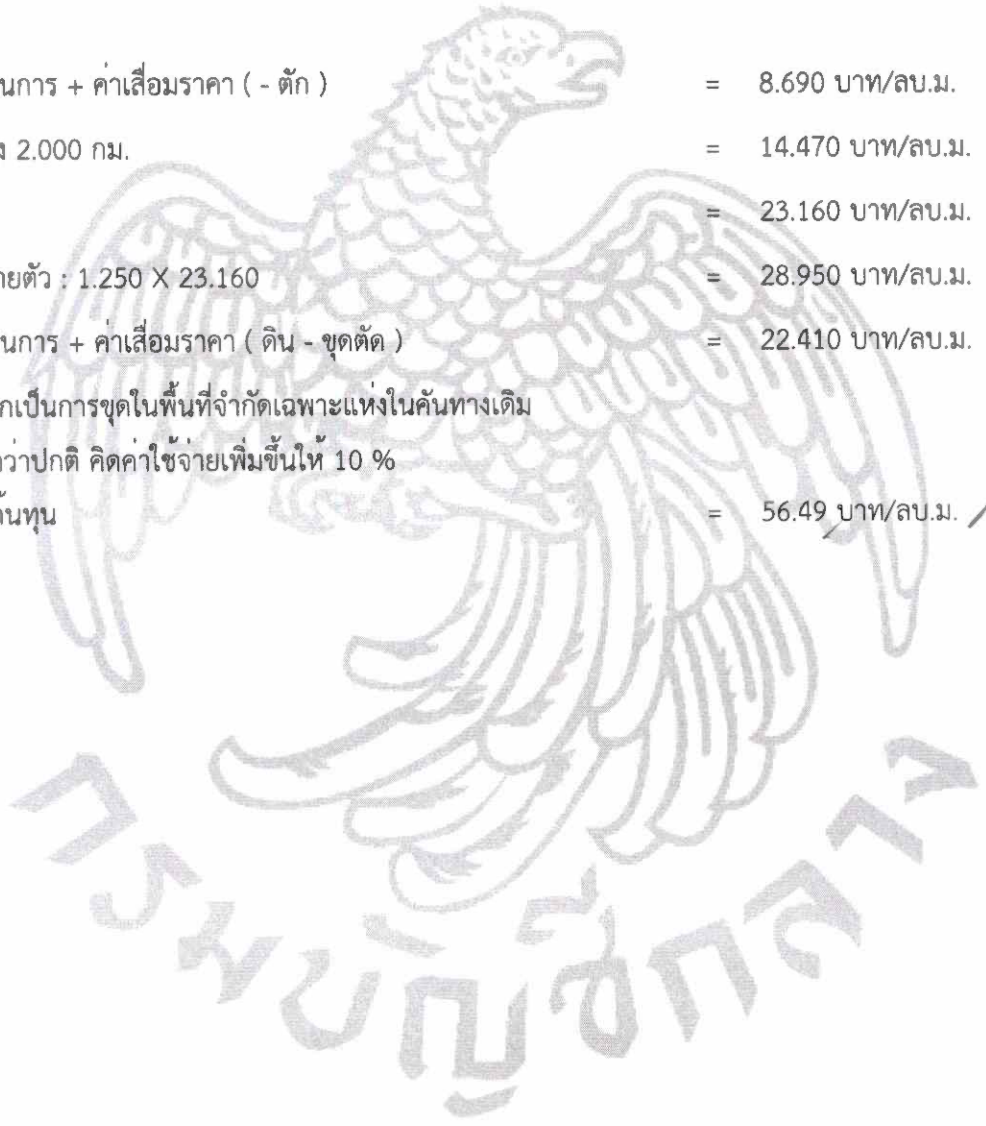 นการ + ค่าเสื่อมราคา ( - ตัก ) = 8.690 บาท/ลบ.ม.
2.000 กม. = 14.470 บาท/ลบ.ม.
= 23.160 บาท/ลบ.ม.
ายตัว : 1.250 X 23.160 = 28.950 บาท/ลบ.ม.
นการ + ค่าเสื่อมราคา ( ดิน - ขุดตัด ) = 22.410 บาท/ลบ.ม.
กเป็นการขุดในพื้นที่จำกัดเฉพาะแห่งในคันทางเดิม
ว่าปกติ คิดค่าใช้จ่ายเพิ่มขึ้นให้ 10 %
ต้นทุน = 56.49 บาท/ลบ.ม.
กรมบัญชีกลาง